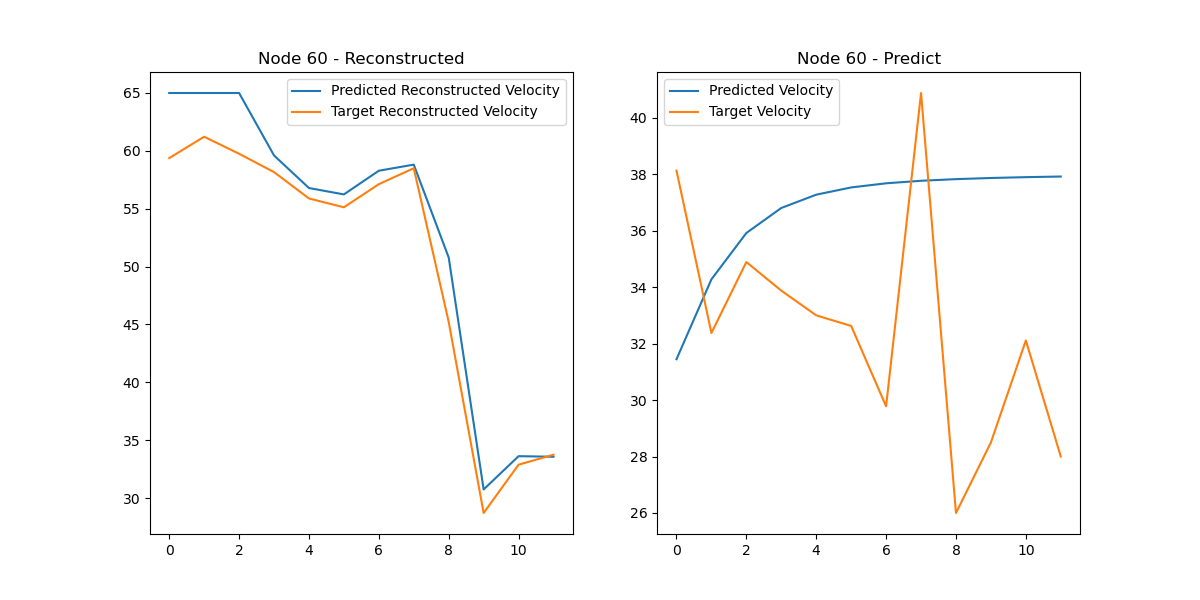 Node 60 - Reconstructed
Predicted Reconstructed Velocity
Target Reconstructed Velocity
65
60
55
50
45
40
35
30
0 2 4 6 8 10
Node 60 - Predict
Predicted Velocity
Target Velocity
40
38
36
34
32
30
28
26
0 2 4 6 8 10